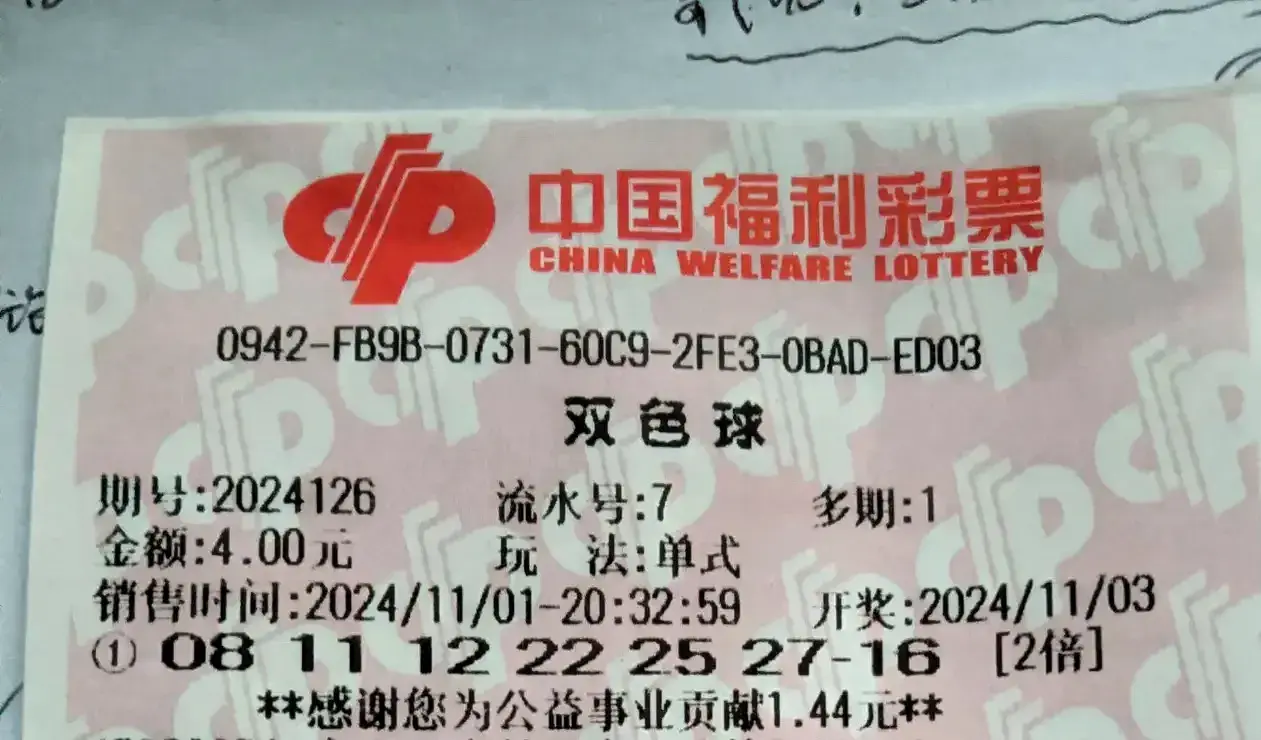 中国福利彩票
CHINA WELFARE LOTTERY
0942-FB9B-0731-60C9-2FE3-0BAD-ED03
双色球
期号:2024126 流水号:7 多期:1
金额:4.00元 玩 法:单式
销售时间:2024/11/01-20:32:59 开奖:2024/11/03
① 08 11 12 22 25 27-16 [2倍]
**感谢您为公益事业贡献1.44元**